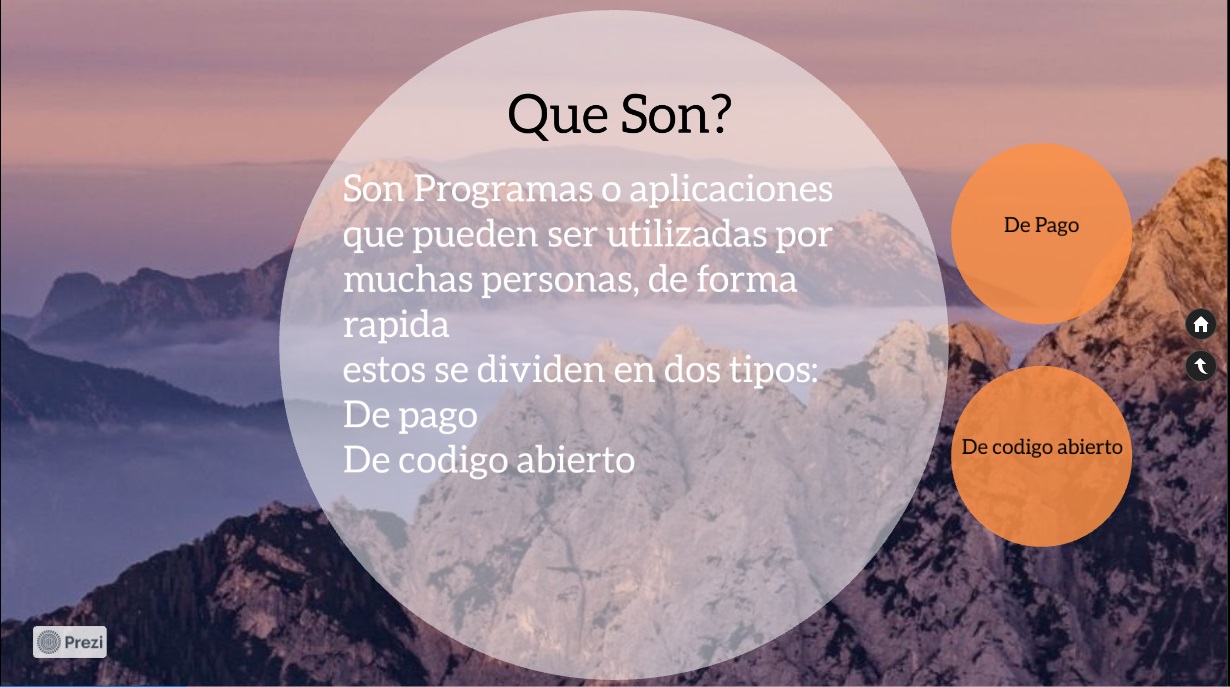 Que Son?
Son Programas o aplicaciones
que pueden ser utilizadas por
muchas personas, de forma
rapida
estos se dividen en dos tipos:
De pago
De codigo abierto
De Pago
De codigo abierto
Prezi